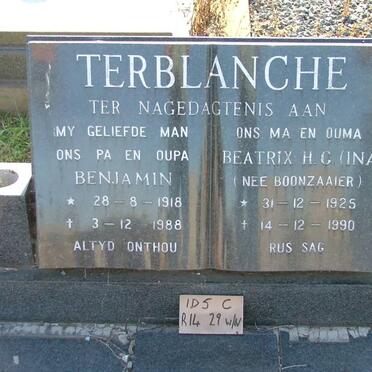 TERBLANCHE
TER NAGEDAGTENIS AAN
MY GELIEFDE MAN
ONS PA EN OUPA
BENJAMIN
* 28-8-1918
† 3-12-1988
ALTYD ONTHOU
ONS MA EN OUMA
BEATRIX H.G (INA
(NEE BOONZAAIER)
* 31-12-1925
† 14-12-1990
RUS SAG
1D5 C
R14 29 W/N